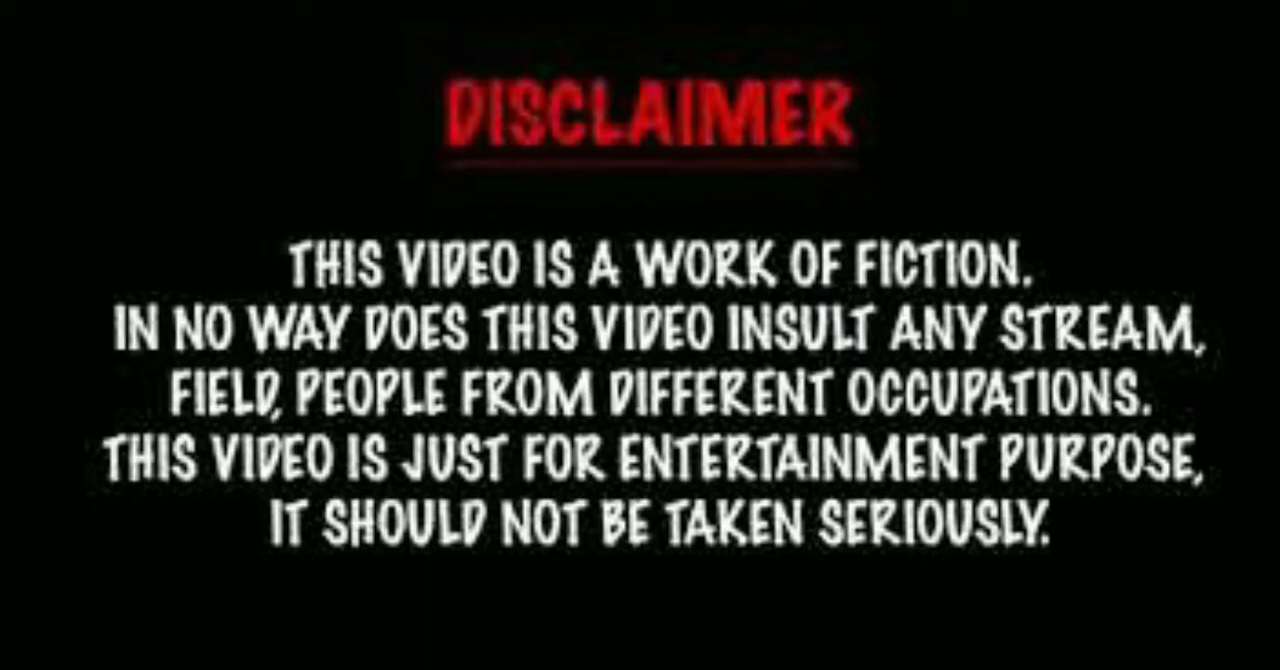 DISCLAIMER
THIS VIDEO IS A WORK OF FICTION.
IN NO WAY DOES THIS VIDEO INSULT ANY STREAM,
FIELD, PEOPLE FROM DIFFERENT OCCUPATIONS.
THIS VIDEO IS JUST FOR ENTERTAINMENT PURPOSE,
IT SHOULD NOT BE TAKEN SERIOUSLY.